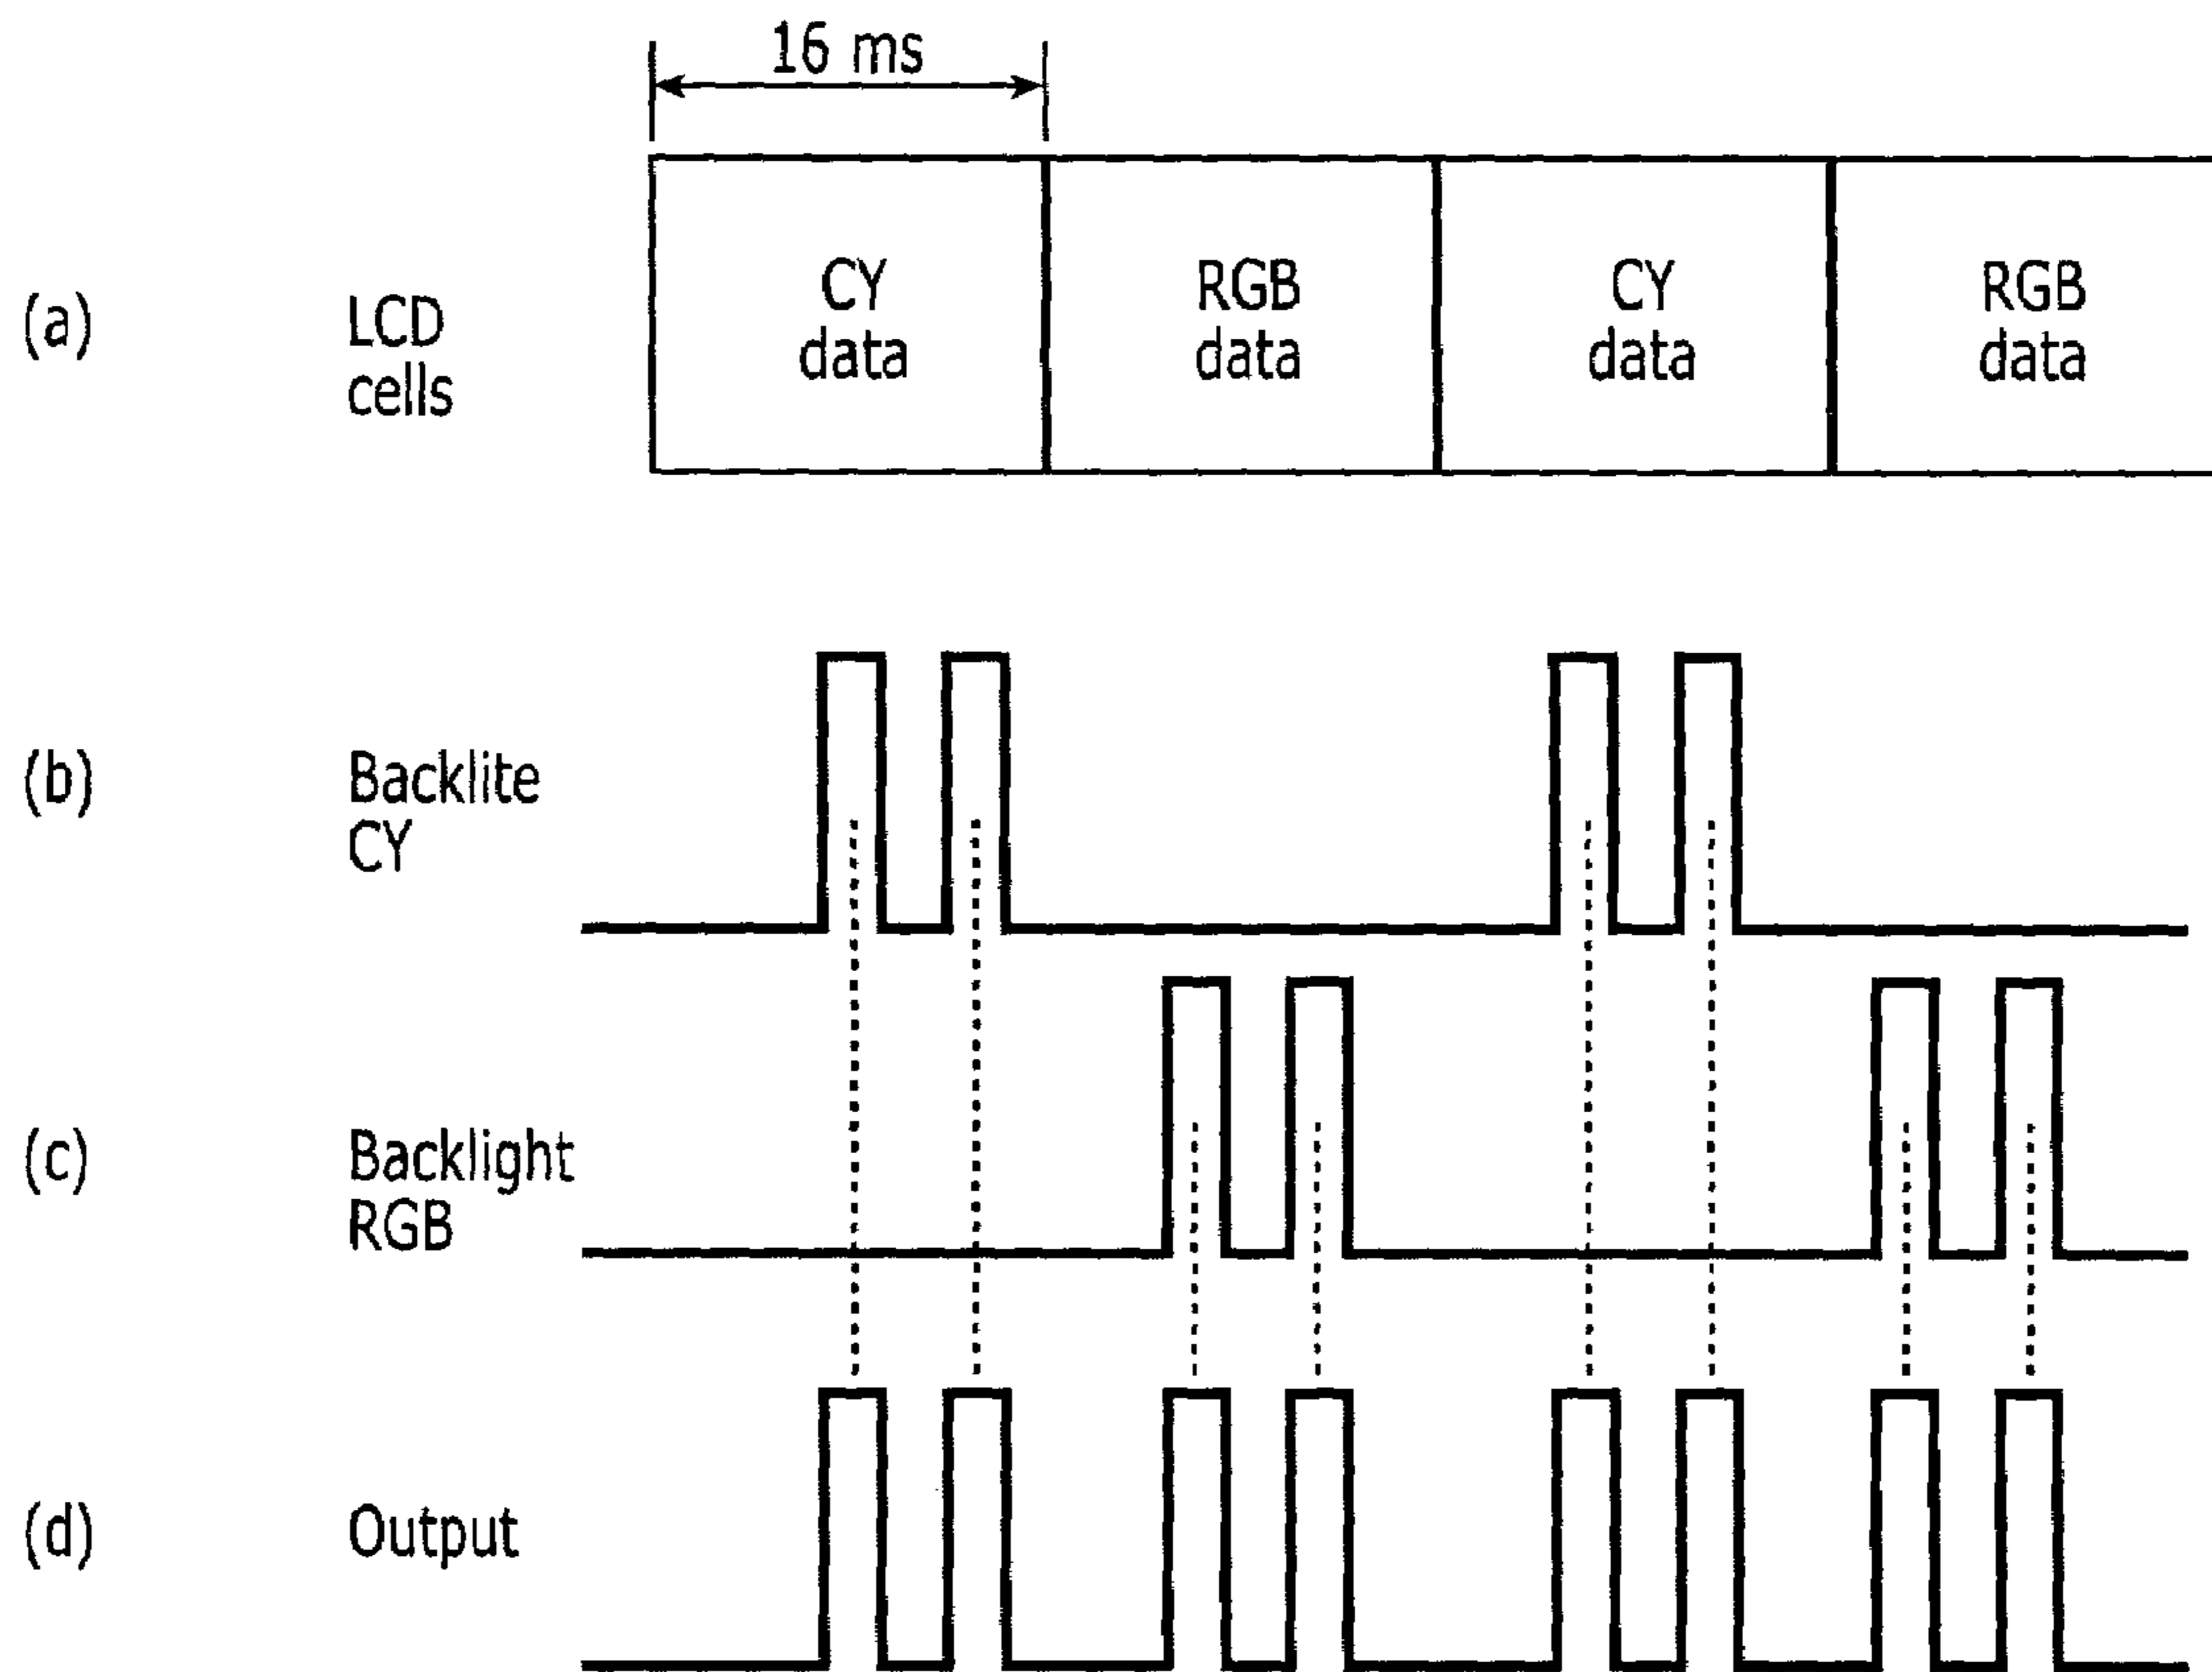 16 ms
(a)
LCD
cells
CY
data
RGB
data
CY
data
RGB
data
(b)
Backlite
CY
(c)
Backlight
RGB
(d)
Output